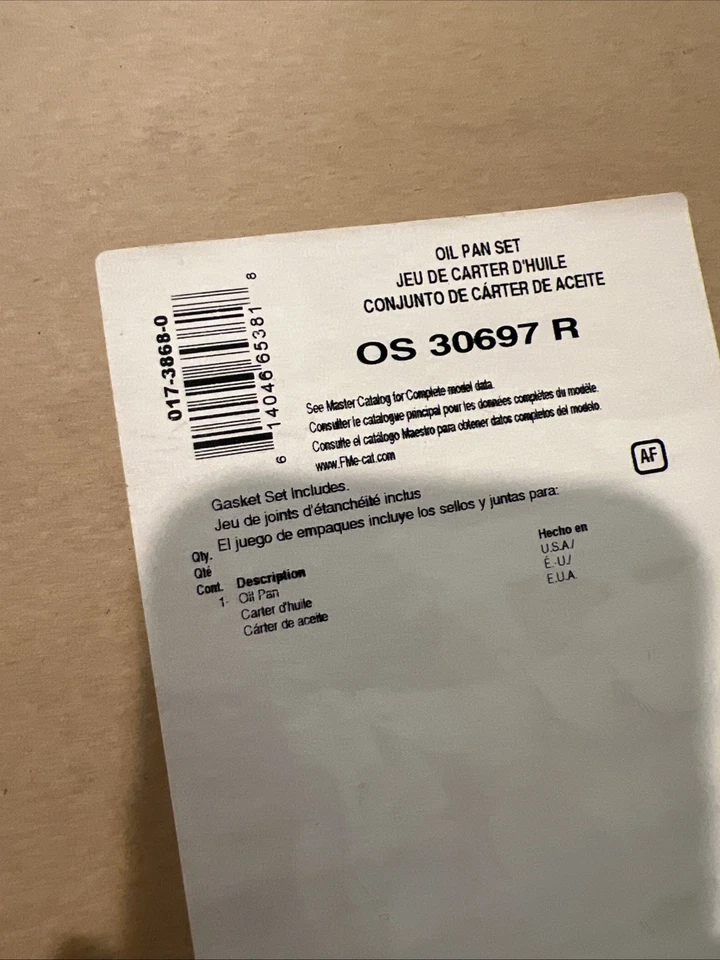 OIL PAN SET
JEU DE CARTER D'HUILE
CONJUNTO DE CÁRTER DE ACEITE
OS 30697 R
017-3868-0
6 14046 65381 8
See Master Catalog for Complete model data.
Consulter le catalogue principal pour les données complètes du modèle.
Consulte el catálogo Maestro para obtener datos completos del modelo.
www.FMe-cat.com
AF
Gasket Set Includes.
Jeu de joints d'étanchéité inclus
El juego de empaques incluye los sellos y juntas para:
Qty.
Qté
Cont. Description
Hecho en
1- Oil Pan
U.S.A./
Carter d'huile
É.-U./
Cárter de aceite
E.U.A.